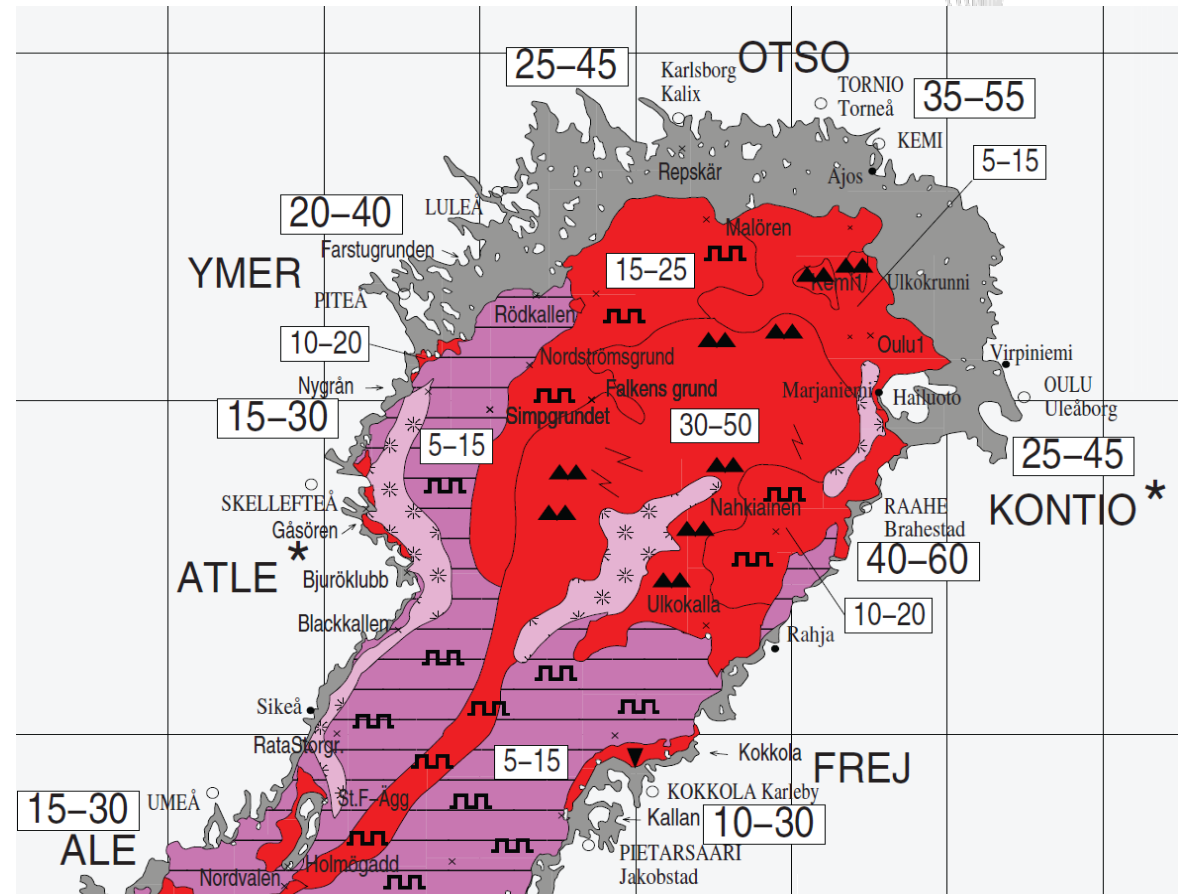 OTSO
25–45
Karlsborg
Kalix
TORNIO
Torneå
35–55
KEMI
5–15
Repskär
Ajos
LULEÅ
20–40
Farstugrunden
Malören
YMER
15–25
Kemi1
Ulkokrunni
PITEÅ
Rödkallen
10–20
Nordströmsgrund
Oulu1
Virpiniemi
Nygrån
Falkens grund
Marjaniemi
Hailuoto
OULU
Uleåborg
15–30
Simpgrundet
5–15
30–50
25–45
SKELLEFTEÅ
Nahkiainen
RAAHE
Brahestad
KONTIO *
Gåsören
*
ATLE
Bjuröklubb
40–60
Ulkokalla
10–20
Blackkallen
Rahja
Sikeå
RataStorgr.
5–15
Kokkola
FREJ
15–30
UMEÅ
St.F–Ägg
KOKKOLA Karleby
Kallan
10–30
ALE
Holmögadd
PIETARSAARI
Jakobstad
Nordvalen